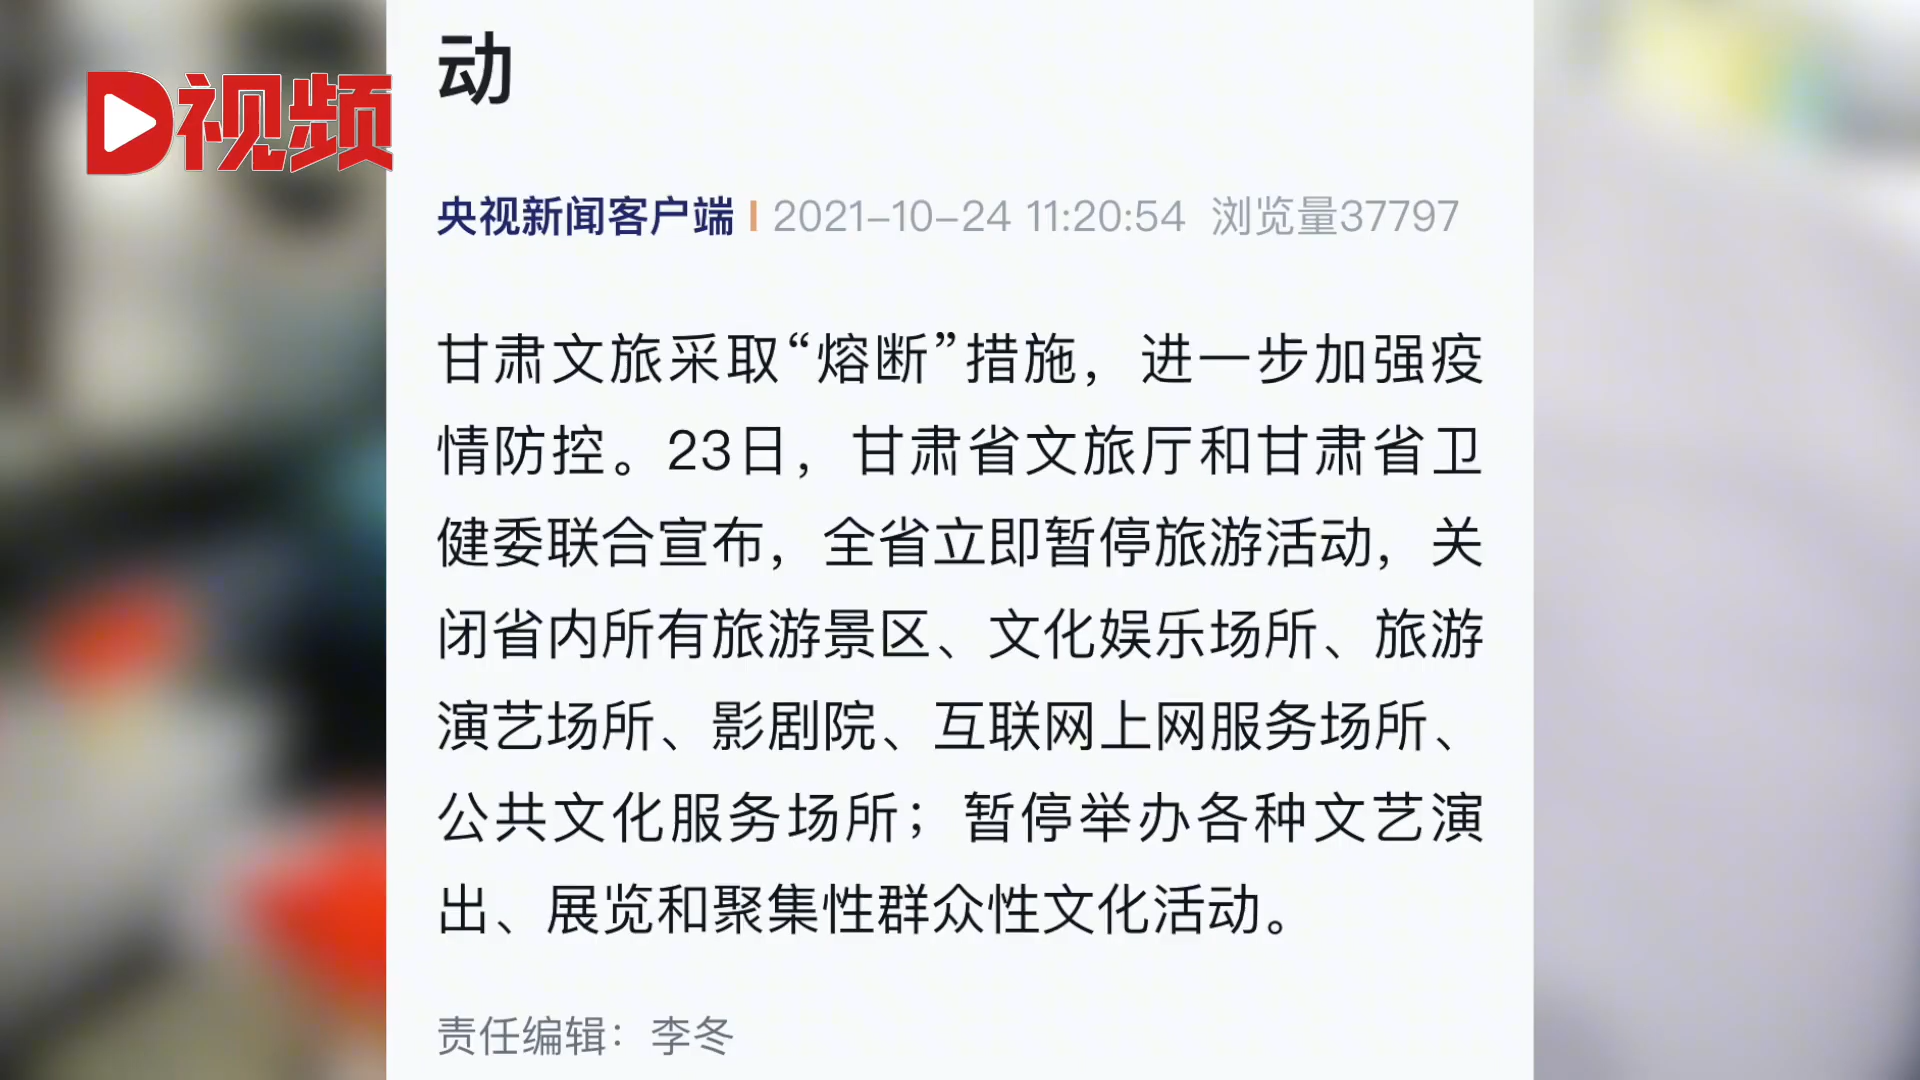 动
视频
央视新闻客户端 2021-10-24 11:20:54 浏览量37797
甘肃文旅采取“熔断”措施，进一步加强疫
情防控。23日，甘肃省文旅厅和甘肃省卫
健委联合宣布，全省立即暂停旅游活动，关
闭省内所有旅游景区、文化娱乐场所、旅游
演艺场所、影剧院、互联网上网服务场所、
公共文化服务场所；暂停举办各种文艺演
出、展览和聚集性群众性文化活动。
责任编辑：李冬